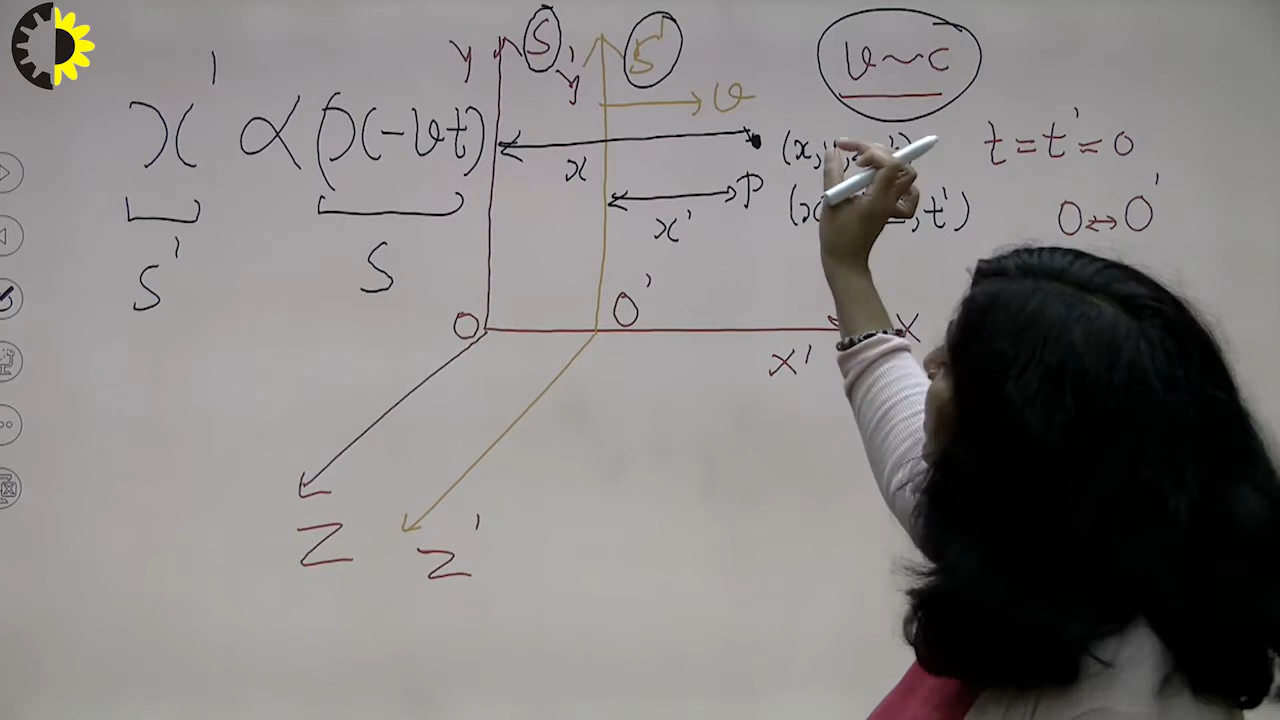 x' ∝ (x - vt)
S'
S
y
S
y'
S'
v
v ~ c
x
x'
P
(x,
t')
t = t' = 0
O ↔ O'
O
O'
X
X'
Z
Z'